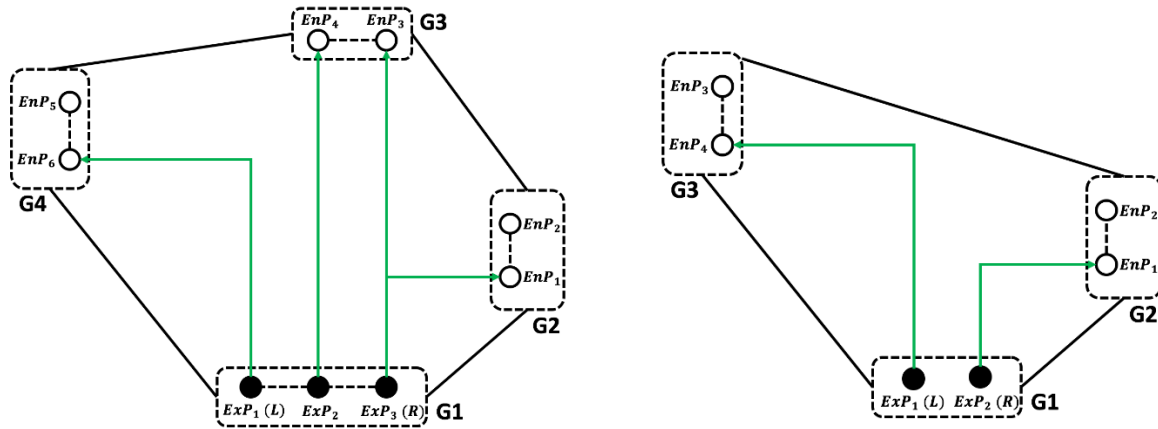 EnP₄ EnP₃ G3
EnP₅
EnP₆
G4
EnP₂
EnP₁
G2
ExP₁ (L) ExP₂ ExP₃ (R) G1
EnP₃
EnP₄
G3
EnP₂
EnP₁
G2
ExP₁ (L) ExP₂ (R) G1